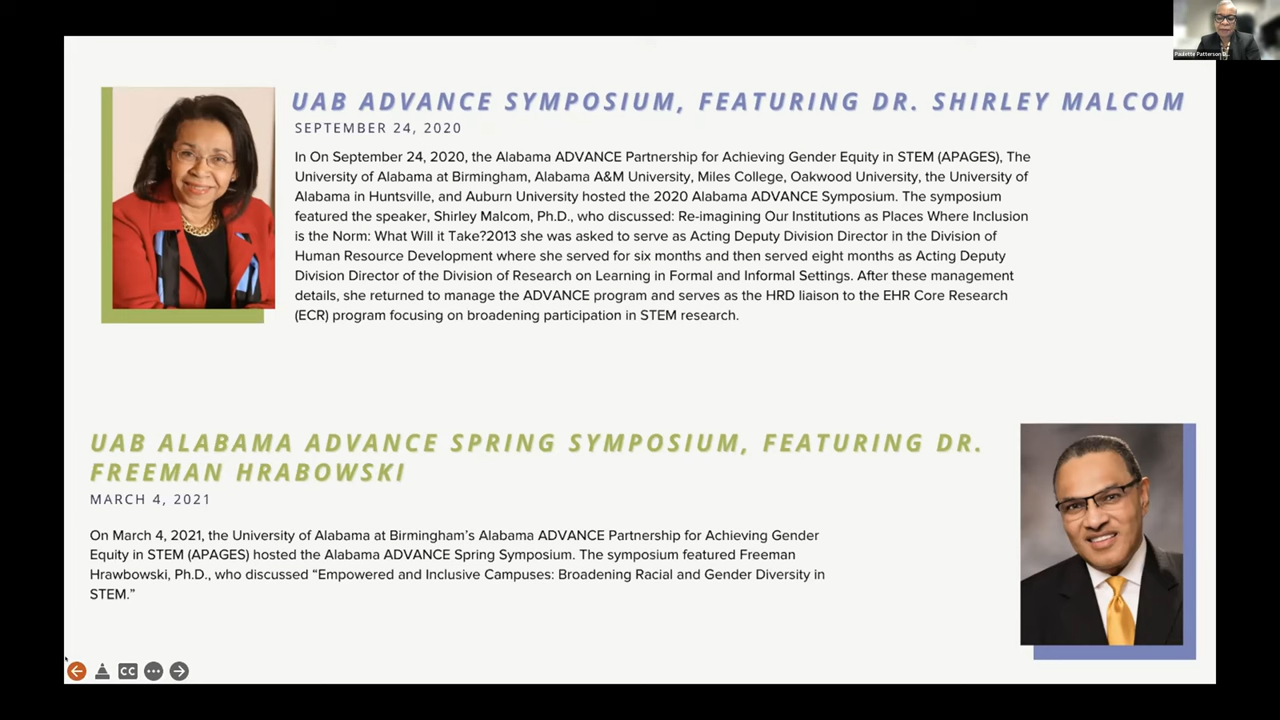 Paulette Patterson
UAB ADVANCE SYMPOSIUM, FEATURING DR. SHIRLEY MALCOM
SEPTEMBER 24, 2020
In On September 24, 2020, the Alabama ADVANCE Partnership for Achieving Gender Equity in STEM (APAGES), The
University of Alabama at Birmingham, Alabama A&M University, Miles College, Oakwood University, the University of
Alabama in Huntsville, and Auburn University hosted the 2020 Alabama ADVANCE Symposium. The symposium
featured the speaker, Shirley Malcom, Ph.D., who discussed: Re-imagining Our Institutions as Places Where Inclusion
is the Norm: What Will it Take?2013 she was asked to serve as Acting Deputy Division Director in the Division of
Human Resource Development where she served for six months and then served eight months as Acting Deputy
Division Director of the Division of Research on Learning in Formal and Informal Settings. After these management
details, she returned to manage the ADVANCE program and serves as the HRD liaison to the EHR Core Research
(ECR) program focusing on broadening participation in STEM research.
UAB ALABAMA ADVANCE SPRING SYMPOSIUM, FEATURING DR.
FREEMAN HRABOWSKI
MARCH 4, 2021
On March 4, 2021, the University of Alabama at Birmingham's Alabama ADVANCE Partnership for Achieving Gender
Equity in STEM (APAGES) hosted the Alabama ADVANCE Spring Symposium. The symposium featured Freeman
Hrawbowski, Ph.D., who discussed “Empowered and Inclusive Campuses: Broadening Racial and Gender Diversity in
STEM.”
CC